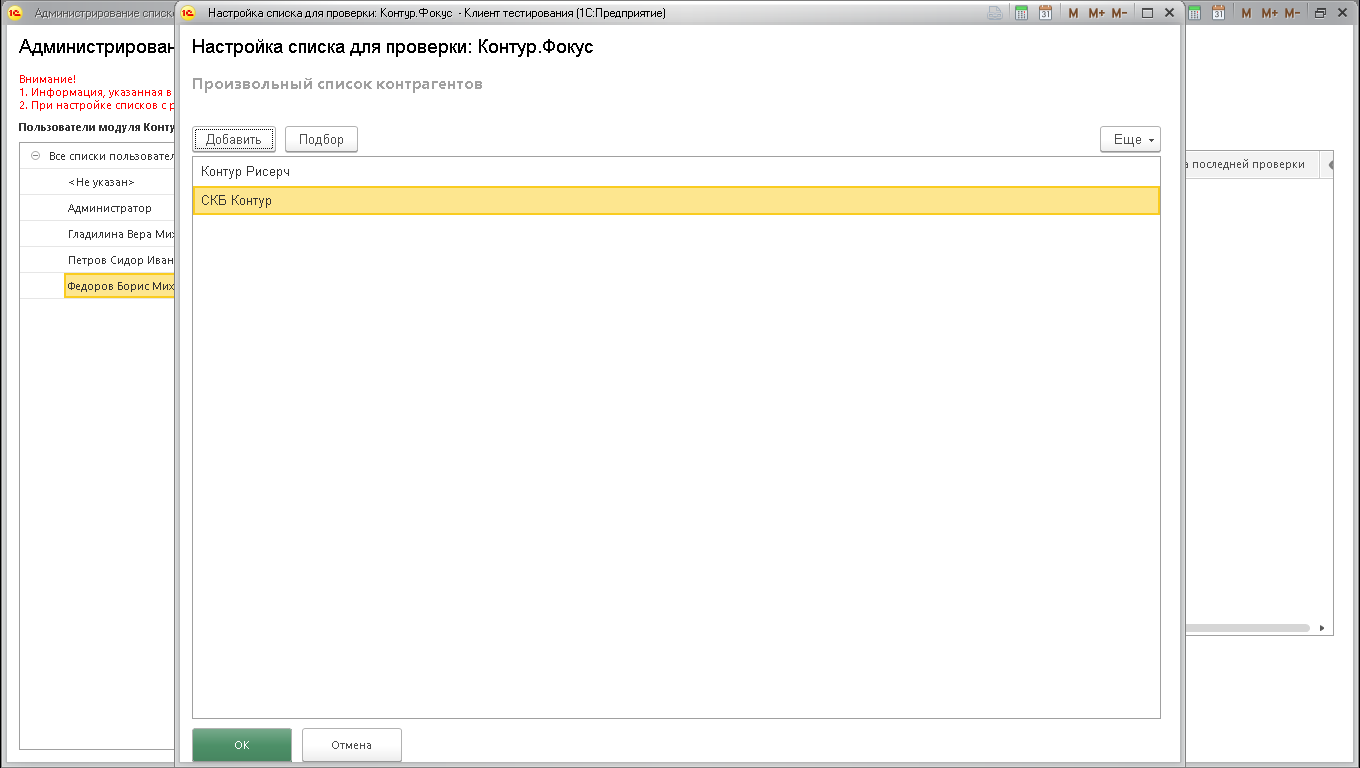 Администрирование списк
Настройка списка для проверки: Контур.Фокус - Клиент тестирования (1С:Предприятие)
M M+ M-
M M+ M-
Администрирован
Внимание!
1. Информация, указанная в
2. При настройке списков с р
Пользователи модуля Конту
Все списки пользовател
<Не указан>
Администратор
Гладилина Вера Мих
Петров Сидор Иван
Федоров Борис Мих
Настройка списка для проверки: Контур.Фокус
Произвольный список контрагентов
Добавить
Подбор
Еще
Контур Рисерч
СКБ Контур
ОК
Отмена
а последней проверки